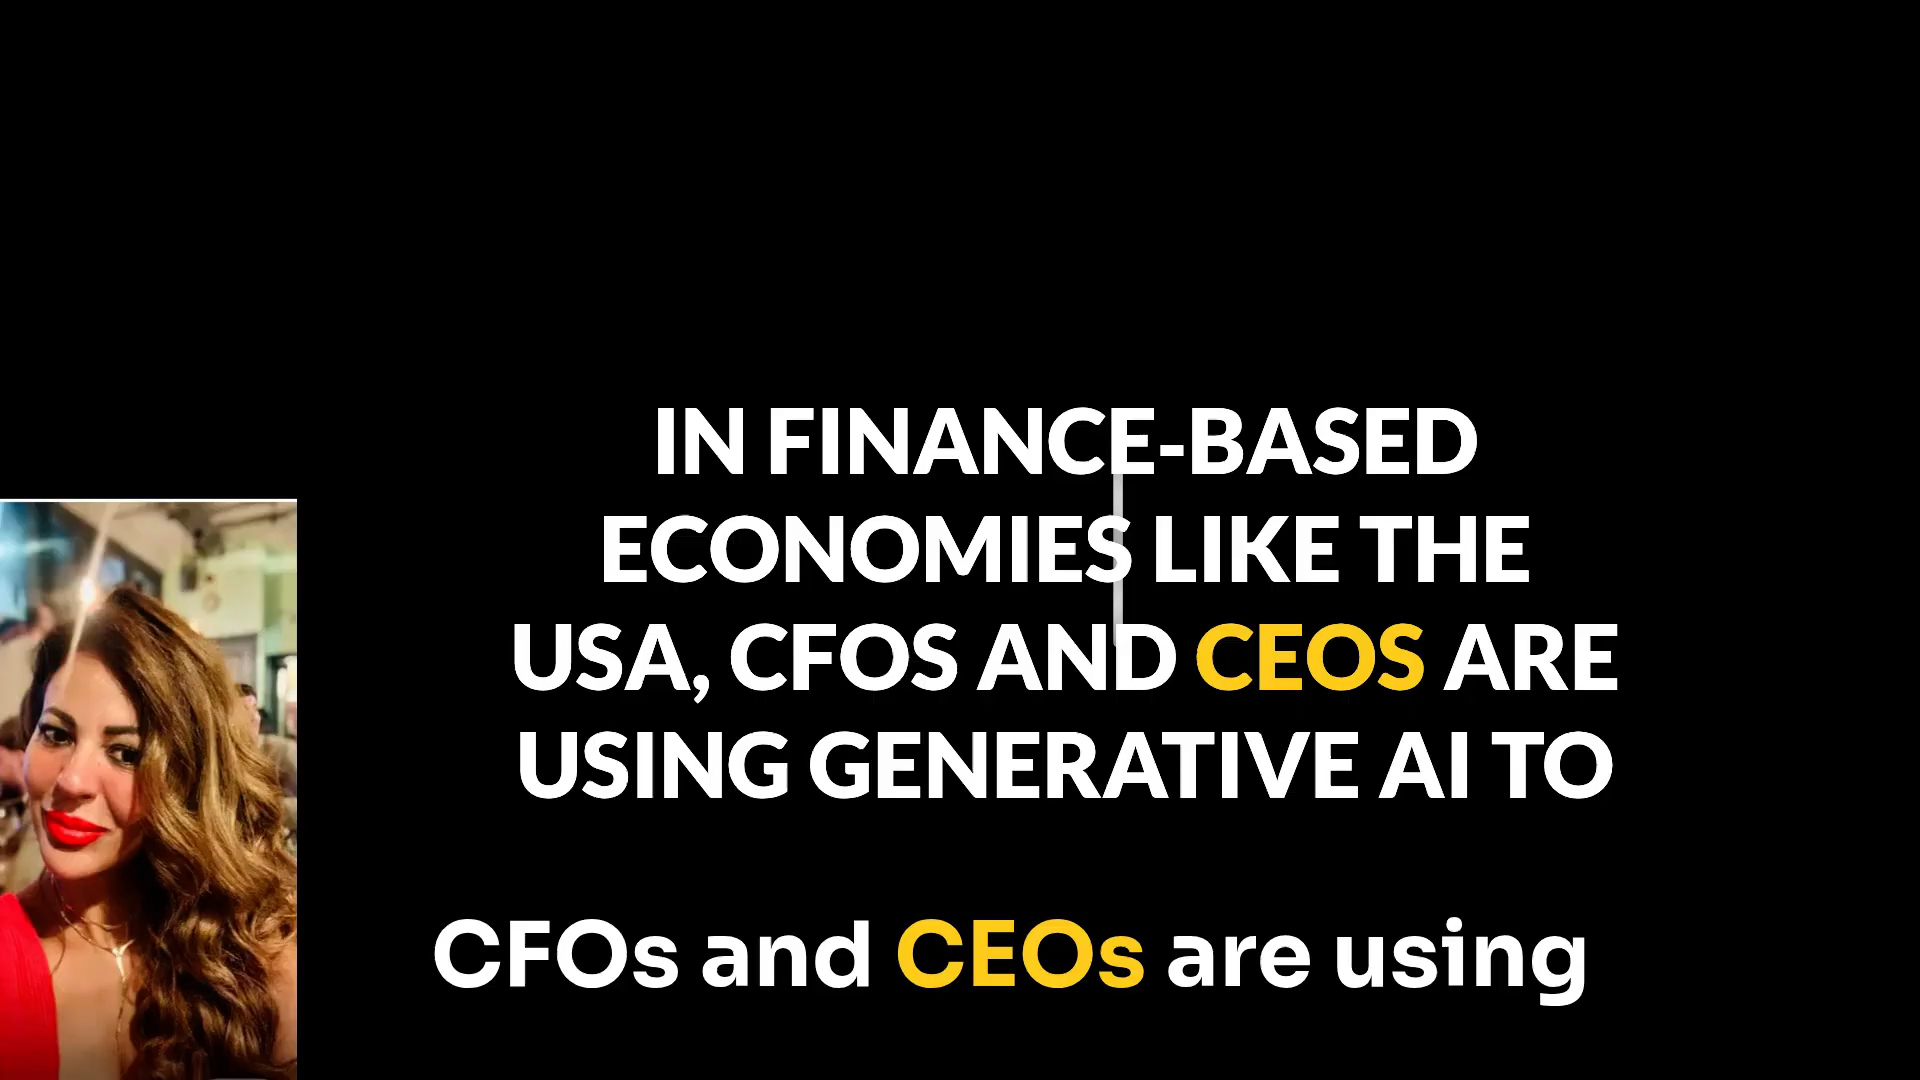 IN FINANCE-BASED
ECONOMIES LIKE THE
USA, CFOS AND CEOS ARE
USING GENERATIVE AI TO
CFOs and CEOs are using